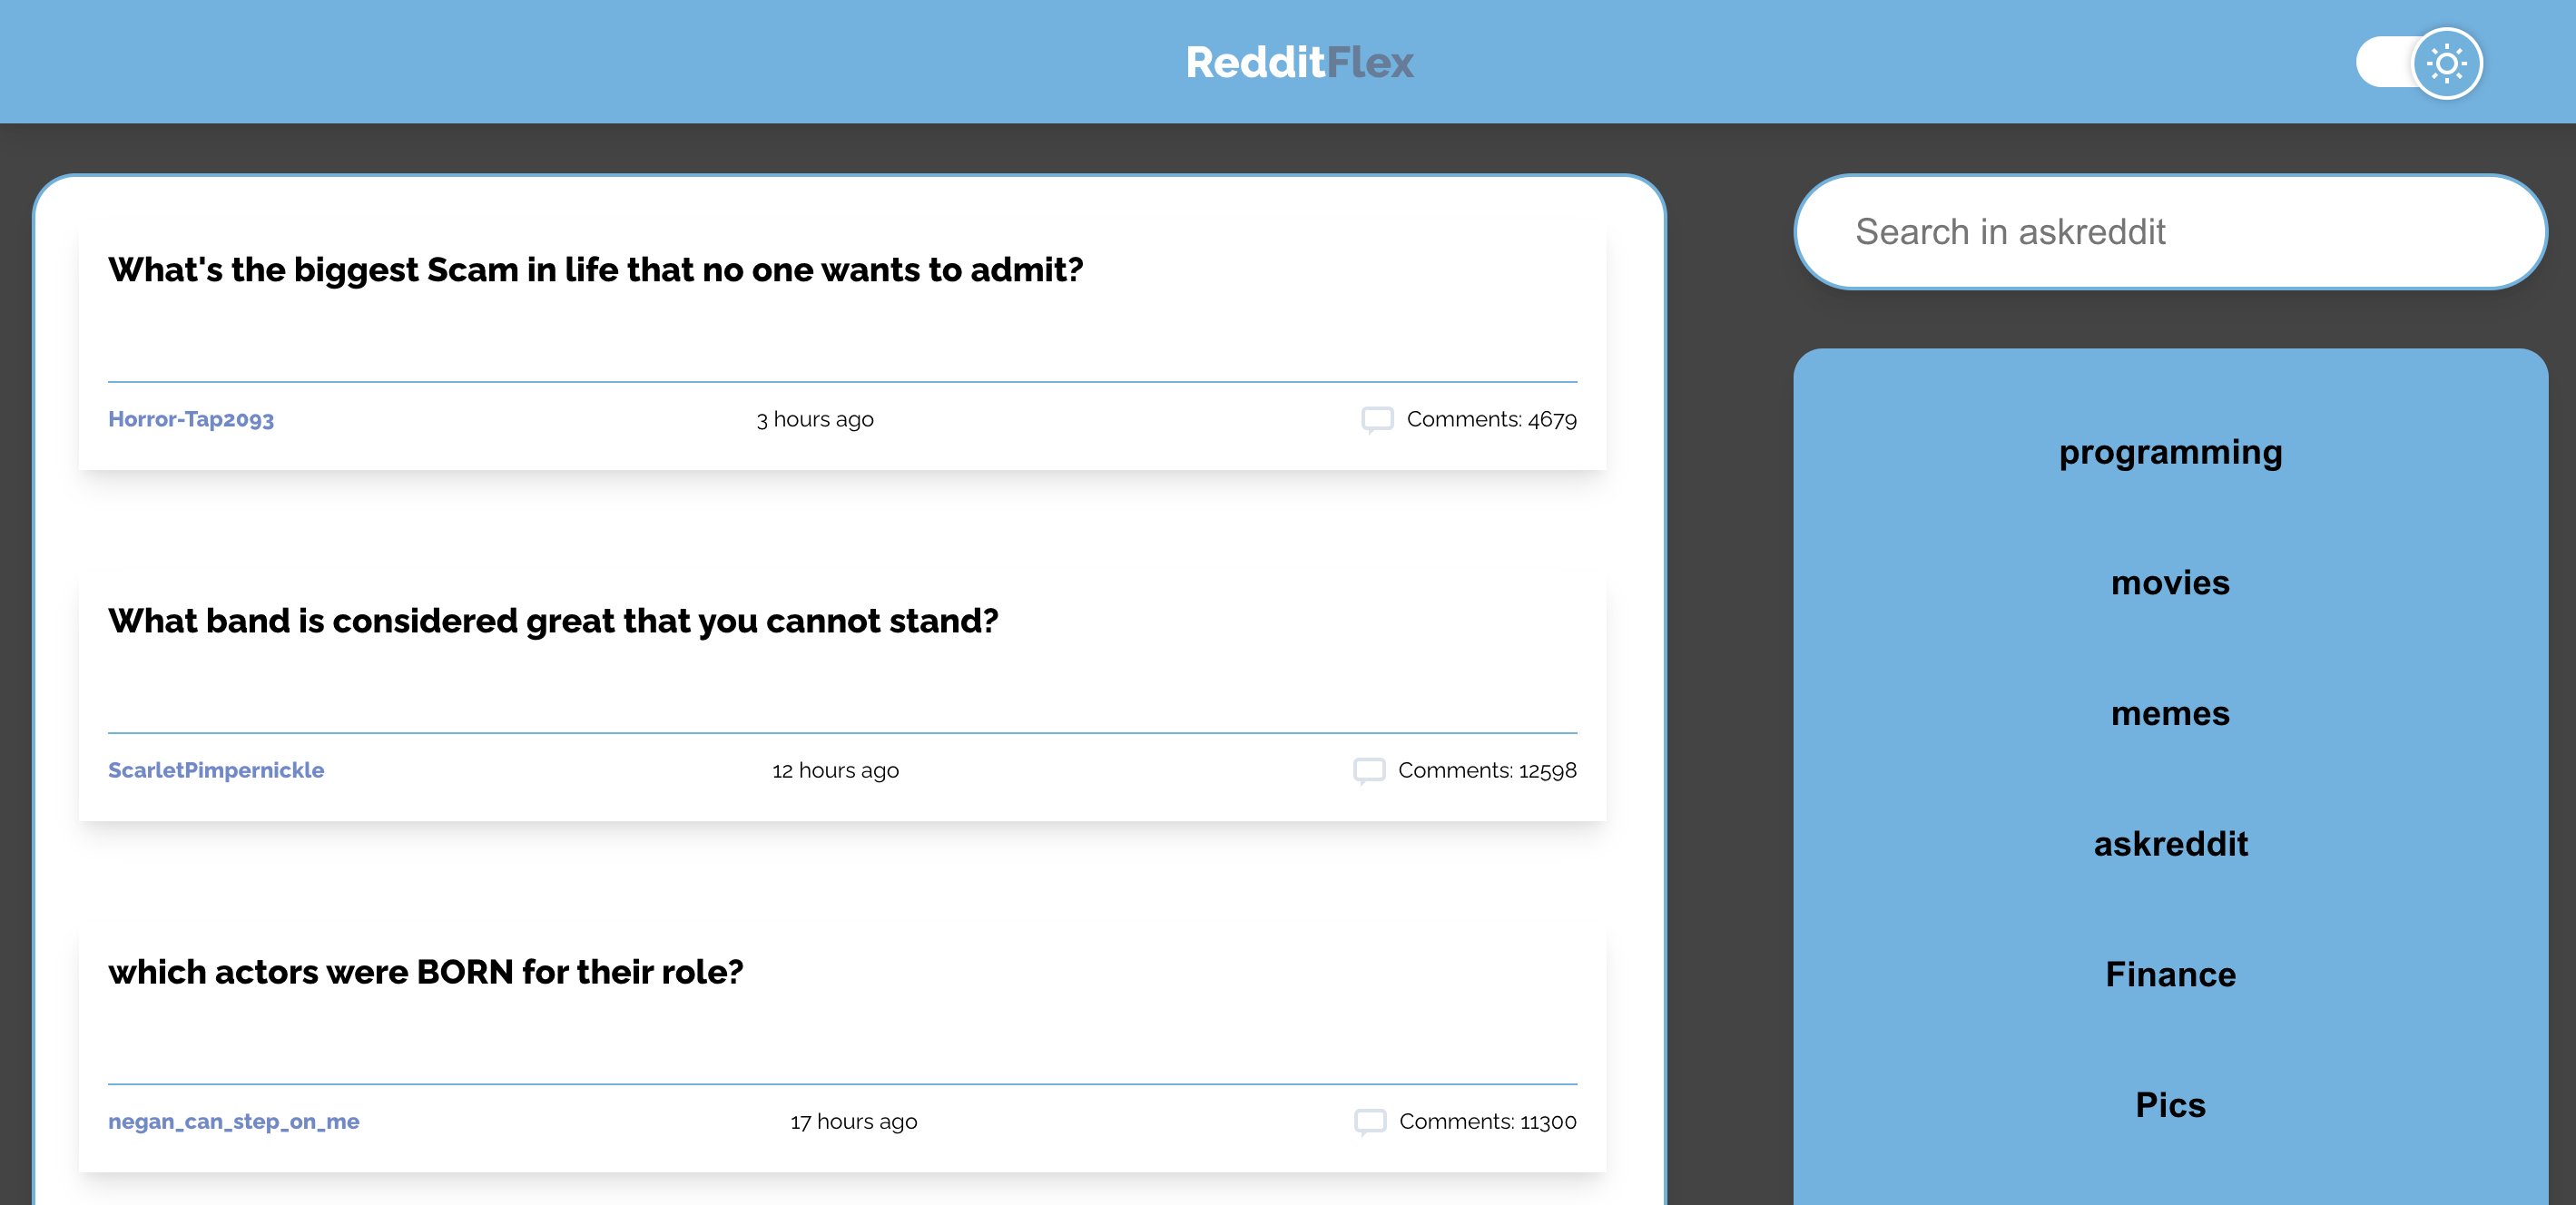 RedditFlex
What's the biggest Scam in life that no one wants to admit?
Horror-Tap2093
3 hours ago
Comments: 4679
What band is considered great that you cannot stand?
ScarletPimpernickle
12 hours ago
Comments: 12598
which actors were BORN for their role?
negan_can_step_on_me
17 hours ago
Comments: 11300
Search in askreddit
programming
movies
memes
askreddit
Finance
Pics